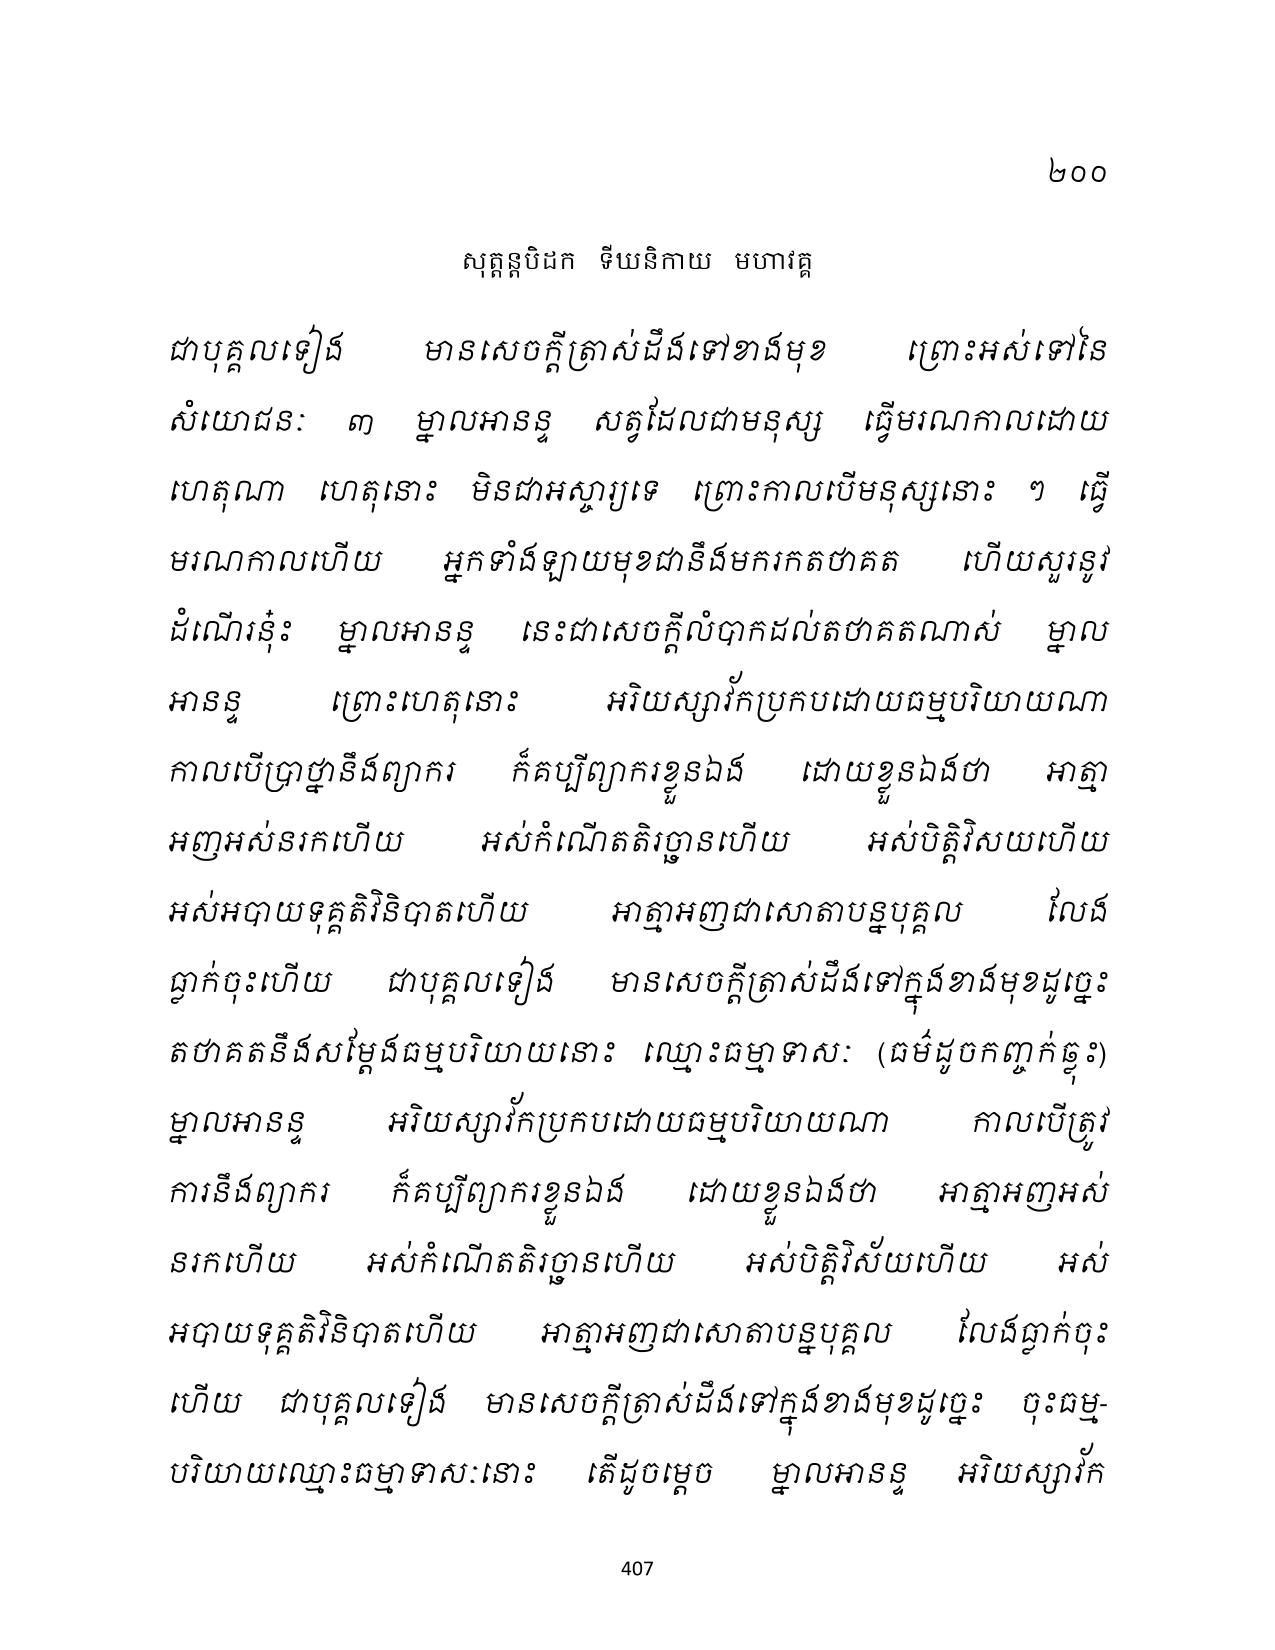 ២០០
សុត្តន្តបិដក ទីឃនិកាយ មហាវគ្គ
ជាបុគ្គលទៀង មានសេចក្តីត្រាស់ដឹងទៅខាងមុខ ព្រោះអស់ទៅនៃ
សំយោជនៈ ៣ ម្នាលអានន្ទ សត្វដែលជាមនុស្ស ធ្វើមរណកាលដោយ
ហេតុណា ហេតុនោះ មិនជាអស្ចារ្យទេ ព្រោះកាលបើមនុស្សនោះ ៗ ធ្វើ
មរណកាលហើយ អ្នកទាំងឡាយមុខជានឹងមករកតថាគត ហើយសួរនូវ
ដំណើរនុ៎ះ ម្នាលអានន្ទ នេះជាសេចក្តីលំបាកដល់តថាគតណាស់ ម្នាល
អានន្ទ ព្រោះហេតុនោះ អរិយស្សាវ័កប្រកបដោយធម្មបរិយាយណា
កាលបើប្រាថ្នានឹងព្យាករ ក៏គប្បីព្យាករខ្លួនឯង ដោយខ្លួនឯងថា អាត្មា
អញអស់នរកហើយ អស់កំណើតតិរច្ឆានហើយ អស់បិត្តិវិសយហើយ
អស់អបាយទុគ្គតិវិនិបាតហើយ អាត្មាអញជាសោតាបន្នបុគ្គល លែង
ធ្លាក់ចុះហើយ ជាបុគ្គលទៀង មានសេចក្តីត្រាស់ដឹងទៅក្នុងខាងមុខដូច្នេះ
តថាគតនឹងសម្តែងធម្មបរិយាយនោះ ឈ្មោះធម្មាទាសៈ (ធម៌ដូចកញ្ចក់ឆ្លុះ)
ម្នាលអានន្ទ អរិយស្សាវ័កប្រកបដោយធម្មបរិយាយណា កាលបើត្រូវ
ការនឹងព្យាករ ក៏គប្បីព្យាករខ្លួនឯង ដោយខ្លួនឯងថា អាត្មាអញអស់
នរកហើយ អស់កំណើតតិរច្ឆានហើយ អស់បិត្តិវិស័យហើយ អស់
អបាយទុគ្គតិវិនិបាតហើយ អាត្មាអញជាសោតាបន្នបុគ្គល លែងធ្លាក់ចុះ
ហើយ ជាបុគ្គលទៀង មានសេចក្តីត្រាស់ដឹងទៅក្នុងខាងមុខដូច្នេះ ចុះធម្ម-
បរិយាយឈ្មោះធម្មាទាសៈនោះ តើដូចម្តេច ម្នាលអានន្ទ អរិយស្សាវ័ក
407